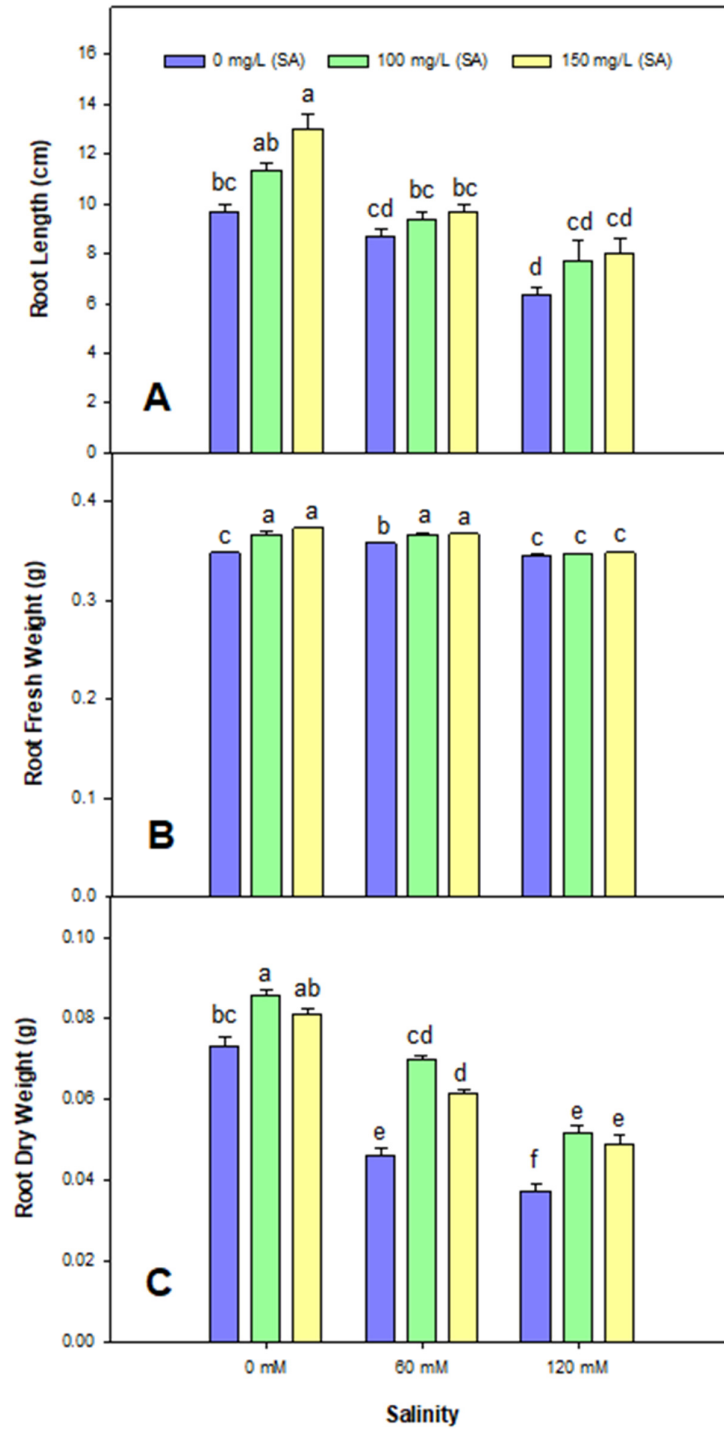 16
0 mg/L (SA) 100 mg/L (SA) 150 mg/L (SA)
14
12
10
8
6
4
2
0
Root Length (cm)
bc ab a
cd bc bc
d cd cd
A
0.4
0.3
0.2
0.1
0.0
Root Fresh Weight (g)
c a a
b a a
c c c
B
0.10
0.08
0.06
0.04
0.02
0.00
Root Dry Weight (g)
bc a ab
e cd d
f e e
C
0 mM 60 mM 120 mM
Salinity